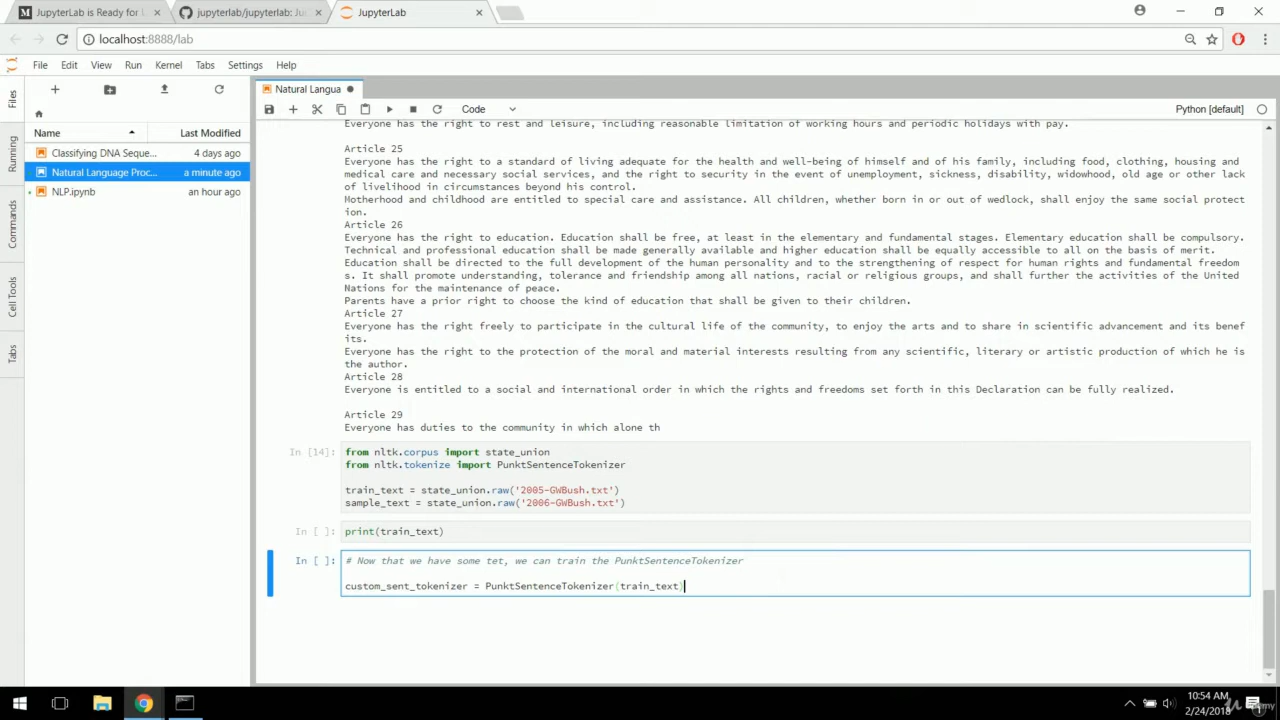 JupyterLab is Ready for
jupyterlab/jupyterlab: Ju
JupyterLab
localhost:8888/lab
File Edit View Run Kernel Tabs Settings Help
Files
Running
Commands
Cell Tools
Tabs
Name Last Modified
Classifying DNA Seque... 4 days ago
Natural Language Proc... a minute ago
NLP.ipynb an hour ago
Natural Langua
Code
Python [default]
Everyone has the right to rest and leisure, including reasonable limitation of working hours and periodic holidays with pay.
Article 25
Everyone has the right to a standard of living adequate for the health and well-being of himself and of his family, including food, clothing, housing and
medical care and necessary social services, and the right to security in the event of unemployment, sickness, disability, widowhood, old age or other lack
of livelihood in circumstances beyond his control.
Motherhood and childhood are entitled to special care and assistance. All children, whether born in or out of wedlock, shall enjoy the same social protect
ion.
Article 26
Everyone has the right to education. Education shall be free, at least in the elementary and fundamental stages. Elementary education shall be compulsory.
Technical and professional education shall be made generally available and higher education shall be equally accessible to all on the basis of merit.
Education shall be directed to the full development of the human personality and to the strengthening of respect for human rights and fundamental freedom
s. It shall promote understanding, tolerance and friendship among all nations, racial or religious groups, and shall further the activities of the United
Nations for the maintenance of peace.
Parents have a prior right to choose the kind of education that shall be given to their children.
Article 27
Everyone has the right freely to participate in the cultural life of the community, to enjoy the arts and to share in scientific advancement and its benef
its.
Everyone has the right to the protection of the moral and material interests resulting from any scientific, literary or artistic production of which he is
the author.
Article 28
Everyone is entitled to a social and international order in which the rights and freedoms set forth in this Declaration can be fully realized.
Article 29
Everyone has duties to the community in which alone th
In [14]: from nltk.corpus import state_union
from nltk.tokenize import PunktSentenceTokenizer
train_text = state_union.raw('2005-GWBush.txt')
sample_text = state_union.raw('2006-GWBush.txt')
In [ ]: print(train_text)
In [ ]: # Now that we have some tet, we can train the PunktSentenceTokenizer
custom_sent_tokenizer = PunktSentenceTokenizer(train_text)
10:54 AM
2/24/2018